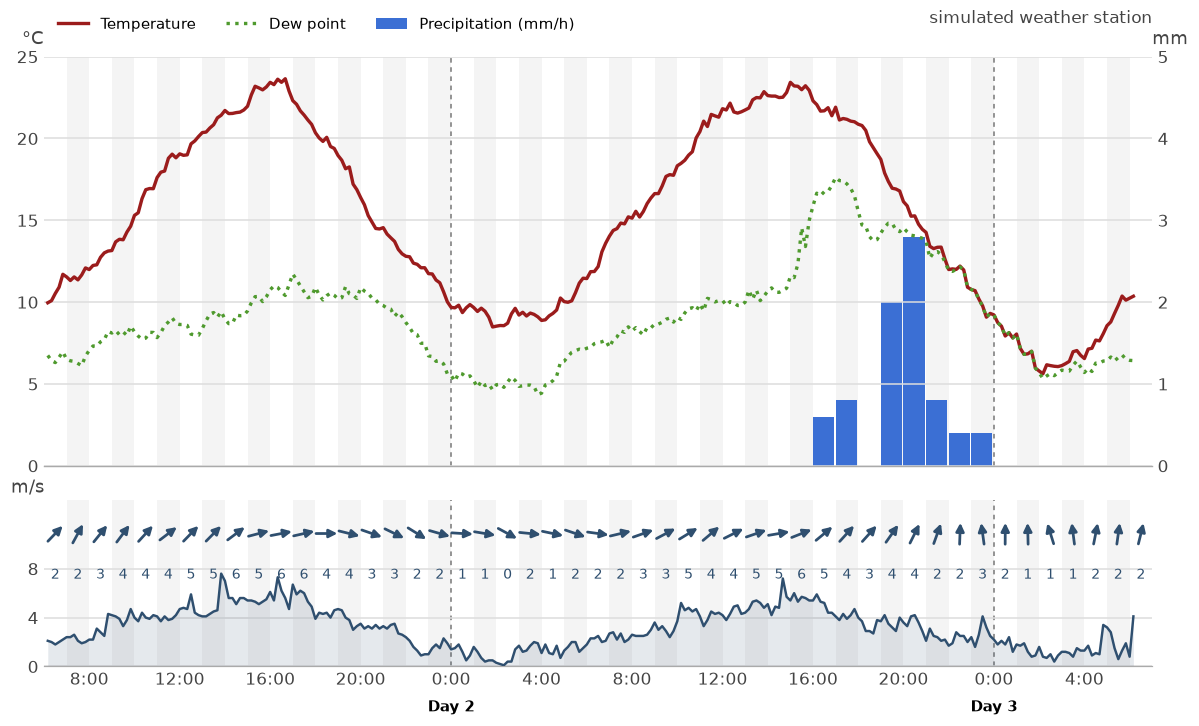 Temperature Dew point Precipitation (mm/h) simulated weather station
°C mm
25 5
20 4
15 3
10 2
5 1
0 0
m/s
8 2 2 3 4 4 4 5 5 6 5 6 6 4 4 3 3 2 2 1 1 0 2 1 2 2 2 3 3 5 4 4 5 5 6 5 4 3 4 4 2 2 3 2 1 1 1 2 2 2
4
0
8:00 12:00 16:00 20:00 0:00 4:00 8:00 12:00 16:00 20:00 0:00 4:00
Day 2 Day 3